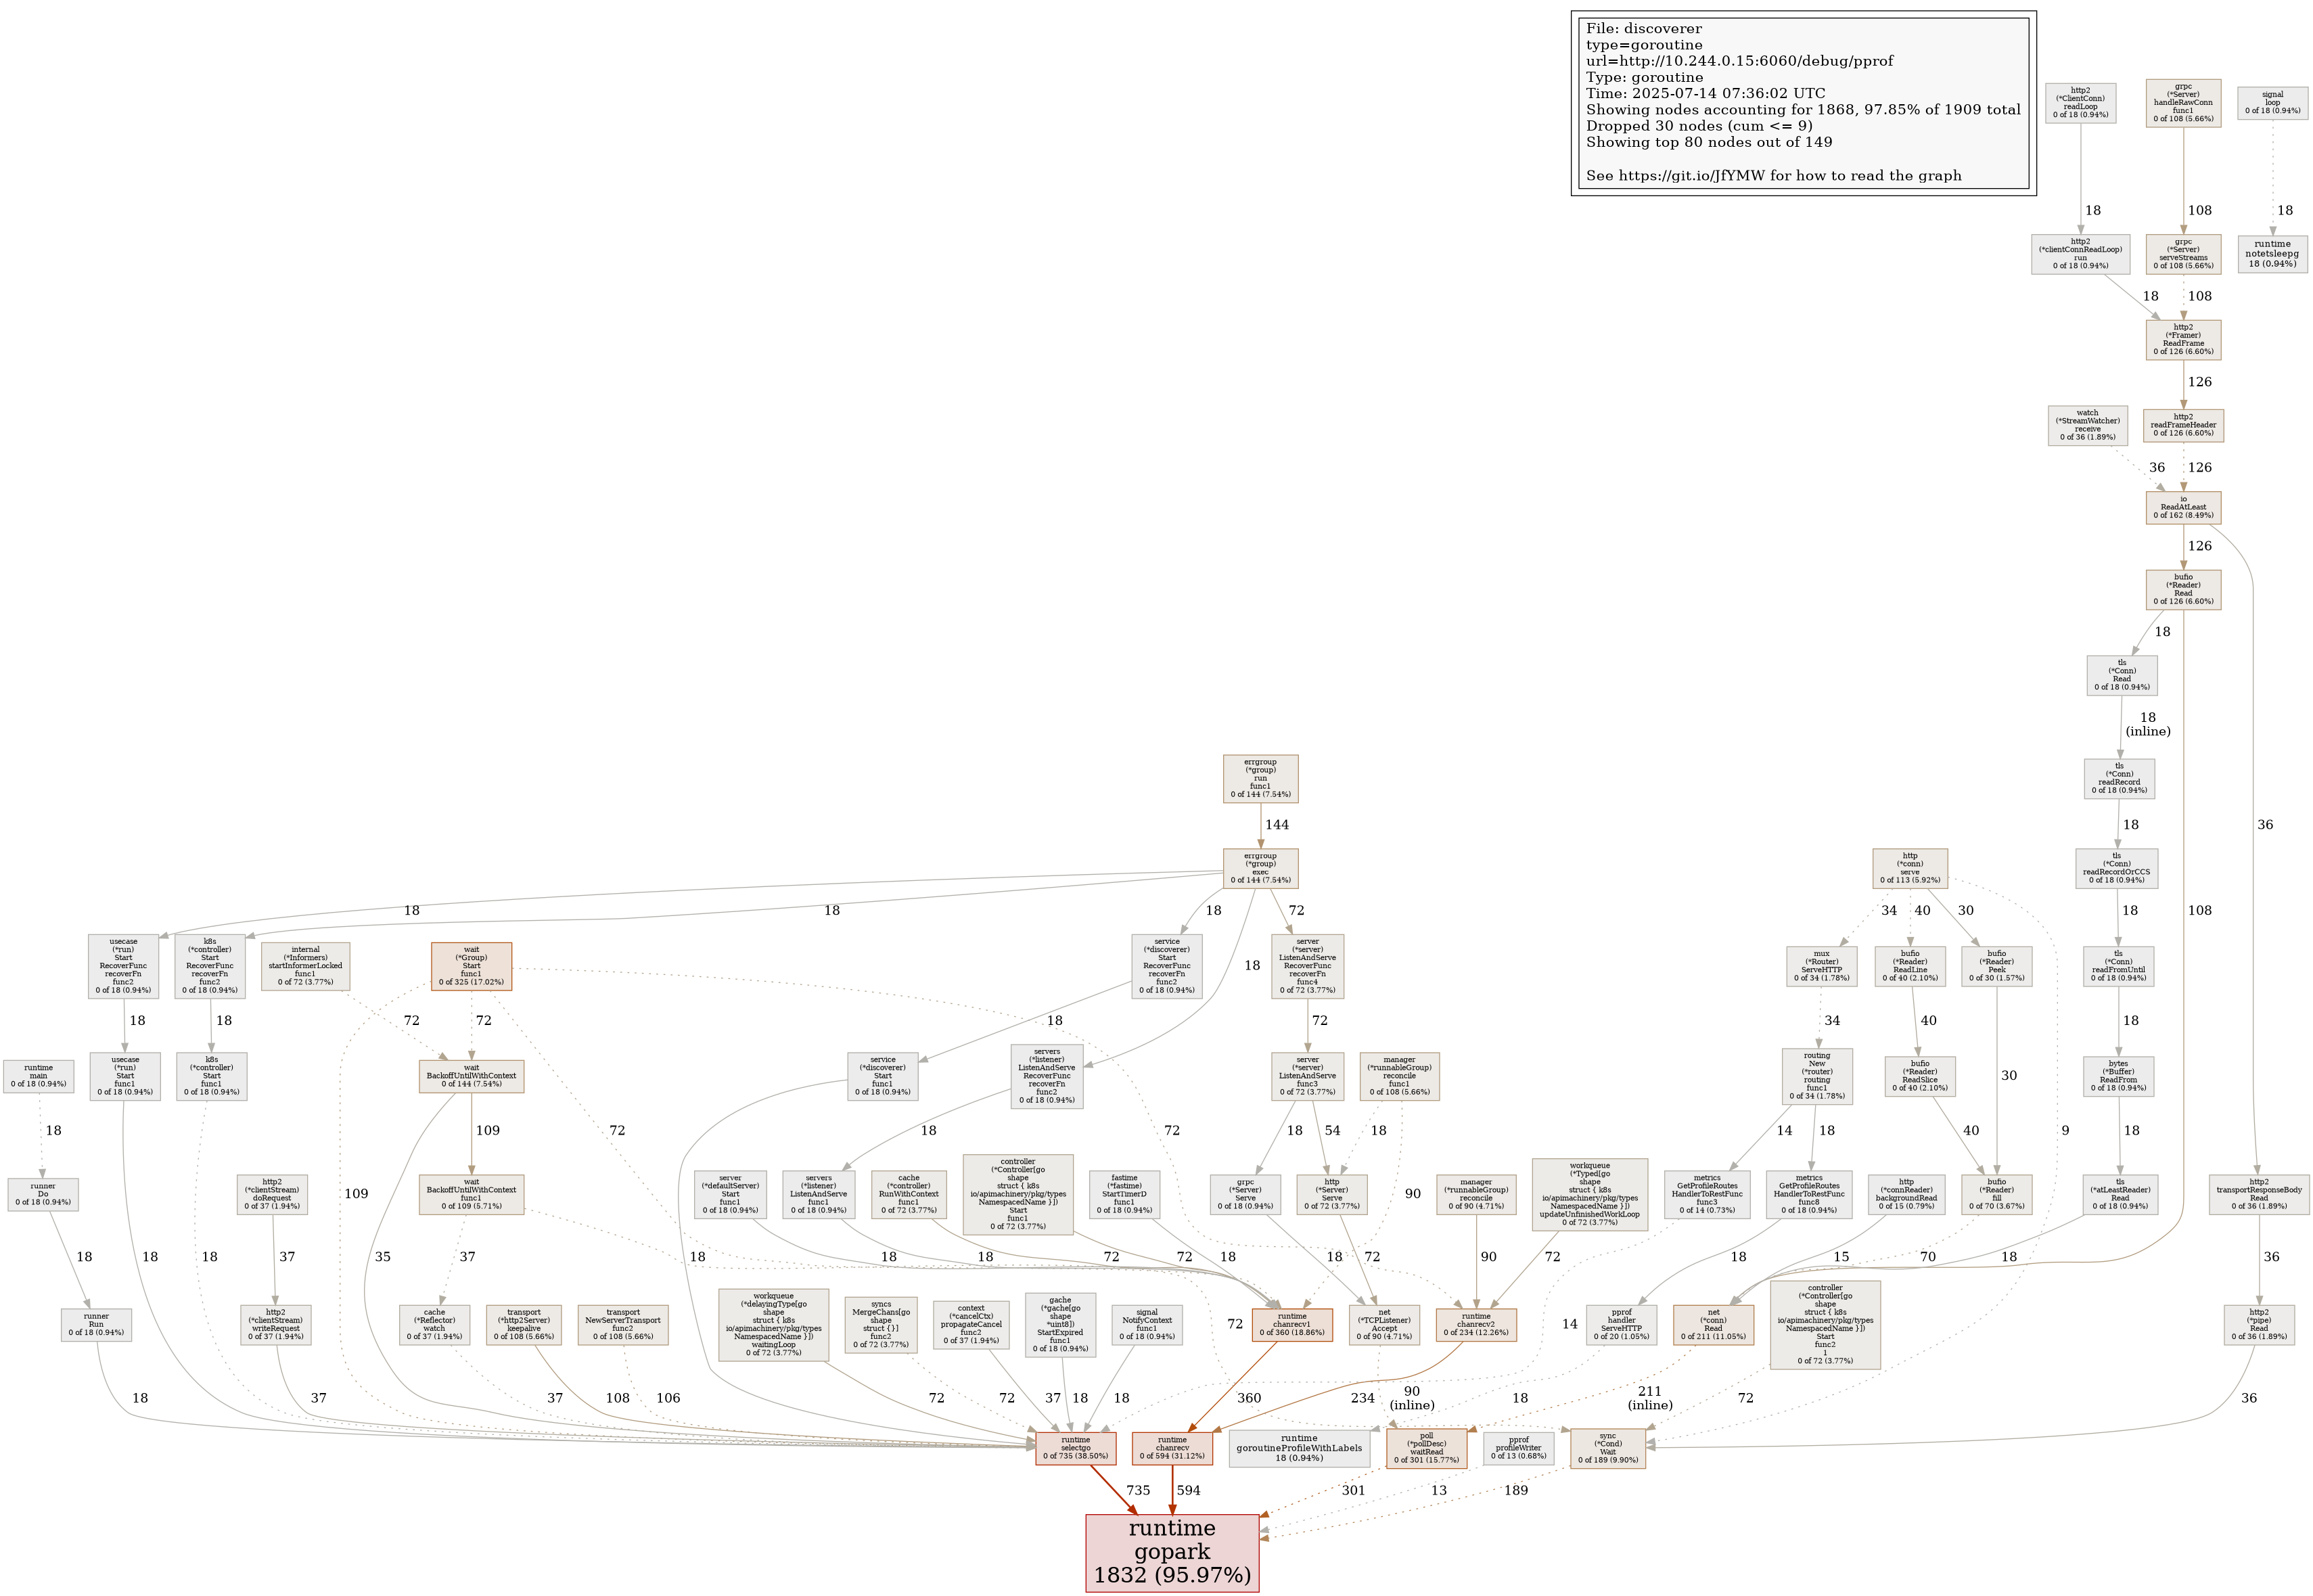 File: discoverer
type=goroutine
url=http://10.244.0.15:6060/debug/pprof
Type: goroutine
Time: 2025-07-14 07:36:02 UTC
Showing nodes accounting for 1868, 97.85% of 1909 total
Dropped 30 nodes (cum <= 9)
Showing top 80 nodes out of 149
See https://git.io/JfYMW for how to read the graph
http2
(*ClientConn)
readLoop
0 of 18 (0.94%)
grpc
(*Server)
handleRawConn
func1
0 of 108 (5.66%)
signal
loop
0 of 18 (0.94%)
18
108
18
http2
(*clientConnReadLoop)
run
0 of 18 (0.94%)
grpc
(*Server)
serveStreams
0 of 108 (5.66%)
runtime
notetsleepg
18 (0.94%)
18
108
http2
(*Framer)
ReadFrame
0 of 126 (6.60%)
126
watch
(*StreamWatcher)
receive
0 of 36 (1.89%)
http2
readFrameHeader
0 of 126 (6.60%)
36
126
io
ReadAtLeast
0 of 162 (8.49%)
126
36
bufio
(*Reader)
Read
0 of 126 (6.60%)
18
108
tls
(*Conn)
Read
0 of 18 (0.94%)
18
(inline)
tls
(*Conn)
readRecord
0 of 18 (0.94%)
18
errgroup
(*group)
run
func1
0 of 144 (7.54%)
144
errgroup
(*group)
exec
0 of 144 (7.54%)
18
18
18
72
18
http
(*conn)
serve
0 of 113 (5.92%)
34
40
30
9
tls
(*Conn)
readRecordOrCCS
0 of 18 (0.94%)
18
usecase
(*run)
Start
RecoverFunc
recoverFn
func2
0 of 18 (0.94%)
k8s
(*controller)
Start
RecoverFunc
recoverFn
func2
0 of 18 (0.94%)
internal
(*Informers)
startInformerLocked
func1
0 of 72 (3.77%)
wait
(*Group)
Start
func1
0 of 325 (17.02%)
service
(*discoverer)
Start
RecoverFunc
recoverFn
func2
0 of 18 (0.94%)
server
(*server)
ListenAndServe
RecoverFunc
recoverFn
func4
0 of 72 (3.77%)
mux
(*Router)
ServeHTTP
0 of 34 (1.78%)
bufio
(*Reader)
ReadLine
0 of 40 (2.10%)
bufio
(*Reader)
Peek
0 of 30 (1.57%)
tls
(*Conn)
readFromUntil
0 of 18 (0.94%)
18
18
72
72
109
72
72
18
72
34
40
30
18
runtime
main
0 of 18 (0.94%)
usecase
(*run)
Start
func1
0 of 18 (0.94%)
k8s
(*controller)
Start
func1
0 of 18 (0.94%)
wait
BackoffUntilWithContext
0 of 144 (7.54%)
service
(*discoverer)
Start
func1
0 of 18 (0.94%)
servers
(*listener)
ListenAndServe
RecoverFunc
recoverFn
func2
0 of 18 (0.94%)
server
(*server)
ListenAndServe
func3
0 of 72 (3.77%)
manager
(*runnableGroup)
reconcile
func1
0 of 108 (5.66%)
routing
New
(*router)
routing
func1
0 of 34 (1.78%)
bufio
(*Reader)
ReadSlice
0 of 40 (2.10%)
bytes
(*Buffer)
ReadFrom
0 of 18 (0.94%)
18
18
18
35
109
18
18
18
54
18
90
14
18
40
18
runner
Do
0 of 18 (0.94%)
http2
(*clientStream)
doRequest
0 of 37 (1.94%)
wait
BackoffUntilWithContext
func1
0 of 109 (5.71%)
server
(*defaultServer)
Start
func1
0 of 18 (0.94%)
servers
(*listener)
ListenAndServe
func1
0 of 18 (0.94%)
cache
(*controller)
RunWithContext
func1
0 of 72 (3.77%)
controller
(*Controller[go
shape
struct { k8s
io/apimachinery/pkg/types
NamespacedName }])
Start
func1
0 of 72 (3.77%)
fastime
(*fastime)
StartTimerD
func1
0 of 18 (0.94%)
grpc
(*Server)
Serve
0 of 18 (0.94%)
http
(*Server)
Serve
0 of 72 (3.77%)
manager
(*runnableGroup)
reconcile
0 of 90 (4.71%)
workqueue
(*Typed[go
shape
struct { k8s
io/apimachinery/pkg/types
NamespacedName }])
updateUnfinishedWorkLoop
0 of 72 (3.77%)
metrics
GetProfileRoutes
HandlerToRestFunc
func3
0 of 14 (0.73%)
metrics
GetProfileRoutes
HandlerToRestFunc
func8
0 of 18 (0.94%)
http
(*connReader)
backgroundRead
0 of 15 (0.79%)
bufio
(*Reader)
fill
0 of 70 (3.67%)
tls
(*atLeastReader)
Read
0 of 18 (0.94%)
http2
transportResponseBody
Read
0 of 36 (1.89%)
18
37
37
72
18
18
72
72
18
18
72
90
72
14
18
15
70
18
36
runner
Run
0 of 18 (0.94%)
http2
(*clientStream)
writeRequest
0 of 37 (1.94%)
cache
(*Reflector)
watch
0 of 37 (1.94%)
transport
(*http2Server)
keepalive
0 of 108 (5.66%)
transport
NewServerTransport
func2
0 of 108 (5.66%)
workqueue
(*delayingType[go
shape
struct { k8s
io/apimachinery/pkg/types
NamespacedName }])
waitingLoop
0 of 72 (3.77%)
syncs
MergeChans[go
shape
struct {}]
func2
0 of 72 (3.77%)
context
(*cancelCtx)
propagateCancel
func2
0 of 37 (1.94%)
gache
(*gache[go
shape
*uint8])
StartExpired
func1
0 of 18 (0.94%)
signal
NotifyContext
func1
0 of 18 (0.94%)
runtime
chanrecv1
0 of 360 (18.86%)
net
(*TCPListener)
Accept
0 of 90 (4.71%)
runtime
chanrecv2
0 of 234 (12.26%)
pprof
handler
ServeHTTP
0 of 20 (1.05%)
net
(*conn)
Read
0 of 211 (11.05%)
controller
(*Controller[go
shape
struct { k8s
io/apimachinery/pkg/types
NamespacedName }])
Start
func2
1
0 of 72 (3.77%)
http2
(*pipe)
Read
0 of 36 (1.89%)
18
37
37
108
106
72
72
37
18
18
360
234
90
(inline)
18
211
(inline)
72
36
runtime
selectgo
0 of 735 (38.50%)
runtime
chanrecv
0 of 594 (31.12%)
runtime
goroutineProfileWithLabels
18 (0.94%)
poll
(*pollDesc)
waitRead
0 of 301 (15.77%)
pprof
profileWriter
0 of 13 (0.68%)
sync
(*Cond)
Wait
0 of 189 (9.90%)
735
594
301
13
189
runtime
gopark
1832 (95.97%)